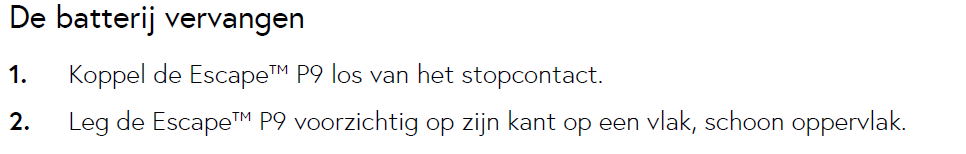 De batterij vervangen
1. Koppel de Escape™ P9 los van het stopcontact.
2. Leg de Escape™ P9 voorzichtig op zijn kant op een vlak, schoon oppervlak.